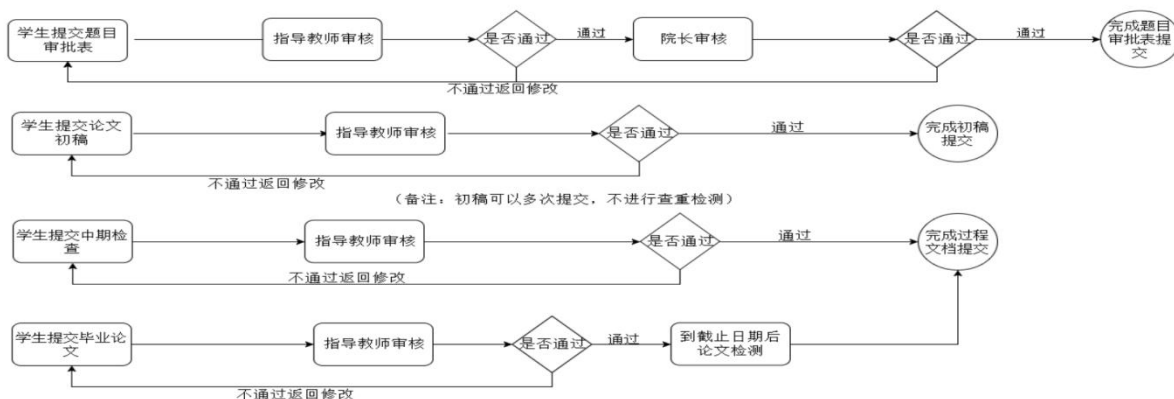 学生提交题目
审批表
指导教师审核
是否通过
通过
院长审核
是否通过
通过
完成题目
审批表提
交
不通过返回修改
学生提交论文
初稿
指导教师审核
是否通过
通过
完成初稿
提交
不通过返回修改
（备注：初稿可以多次提交，不进行查重检测）
学生提交中期检
查
指导教师审核
是否通过
通过
完成过程
文档提交
不通过返回修改
学生提交毕业论
文
指导教师审核
是否通过
通过
到截止日期后
论文检测
不通过返回修改